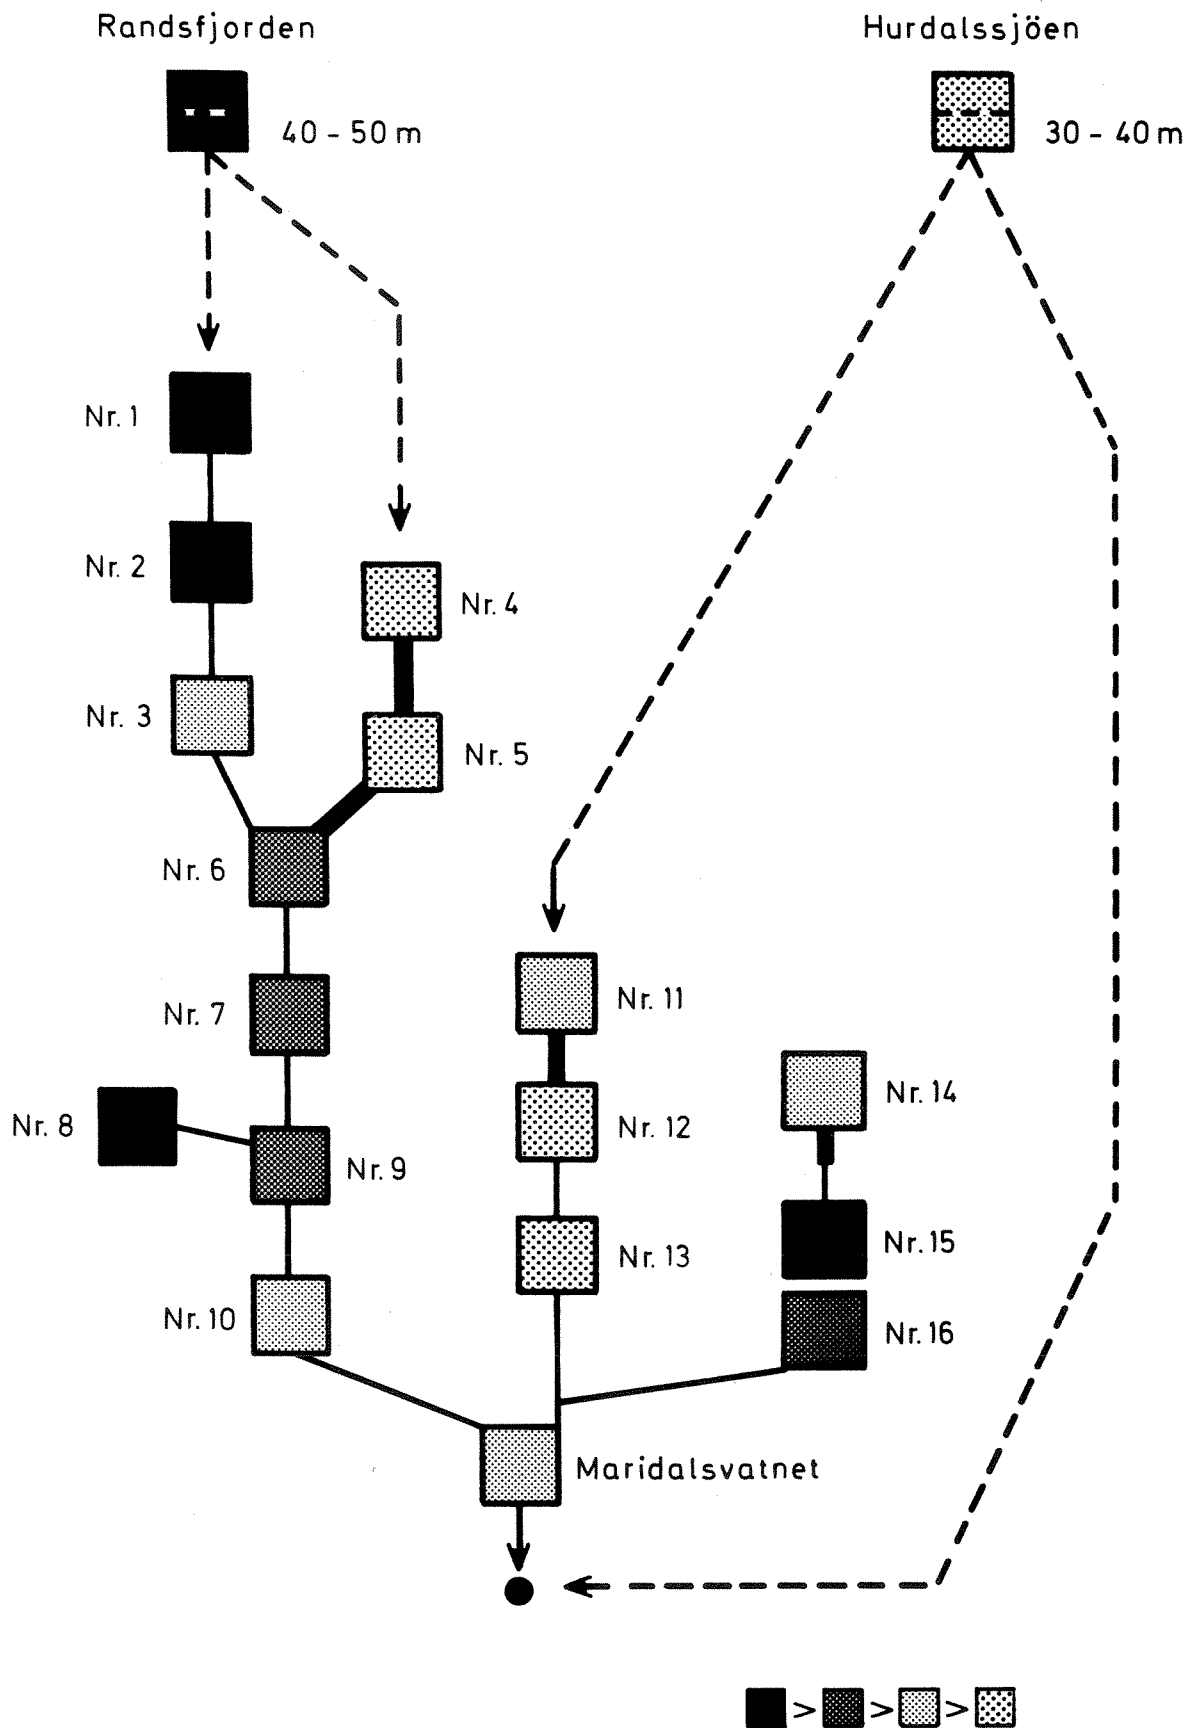 Randsfjorden
Hurdalssjöen
40 - 50 m
30 - 40 m
Nr. 1
Nr. 2
Nr. 4
Nr. 3
Nr. 5
Nr. 6
Nr. 11
Nr. 7
Nr. 14
Nr. 8
Nr. 12
Nr. 9
Nr. 15
Nr. 13
Nr. 10
Nr. 16
Maridalsvatnet
> > >